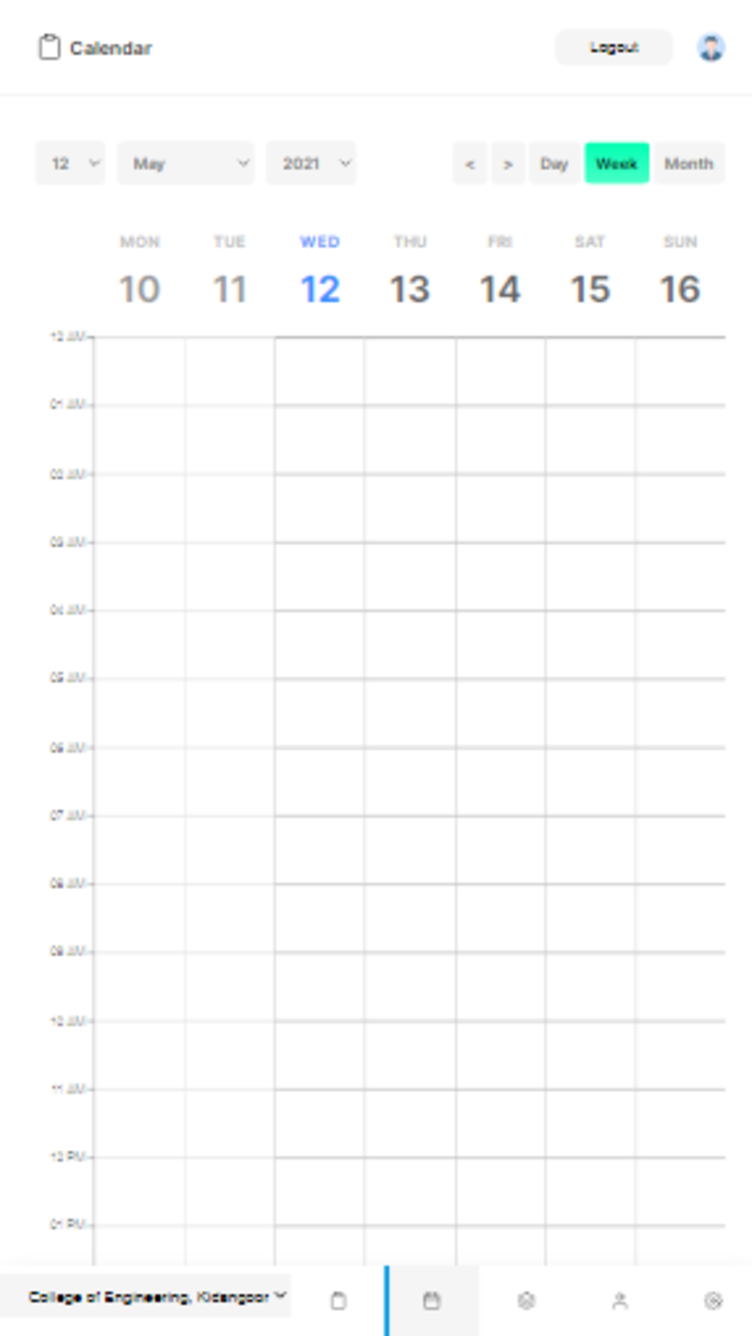 Calendar
Logout
12 May 2021 < > Day Week Month
MON TUE WED THU FRI SAT SUN
10 11 12 13 14 15 16
12 AM
01 AM
02 AM
03 AM
04 AM
05 AM
06 AM
07 AM
08 AM
09 AM
10 AM
11 AM
12 PM
01 PM
College of Engineering, Kidangoor